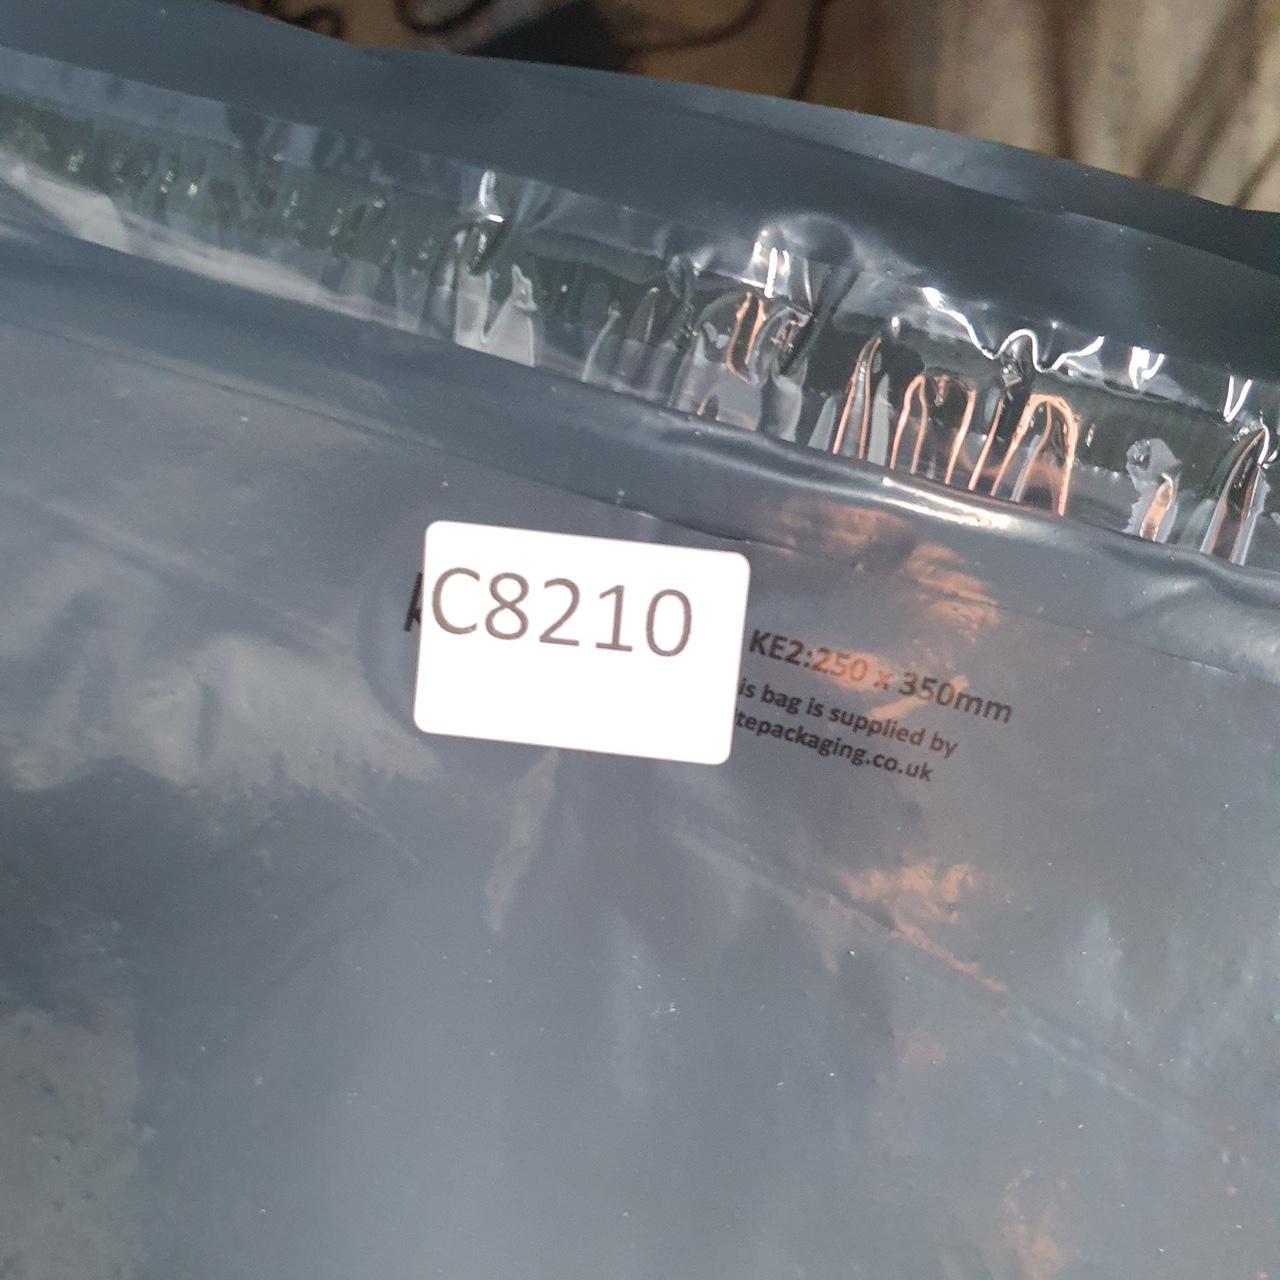 C8210
KE2:250 x 350mm
is bag is supplied by
tepackaging.co.uk